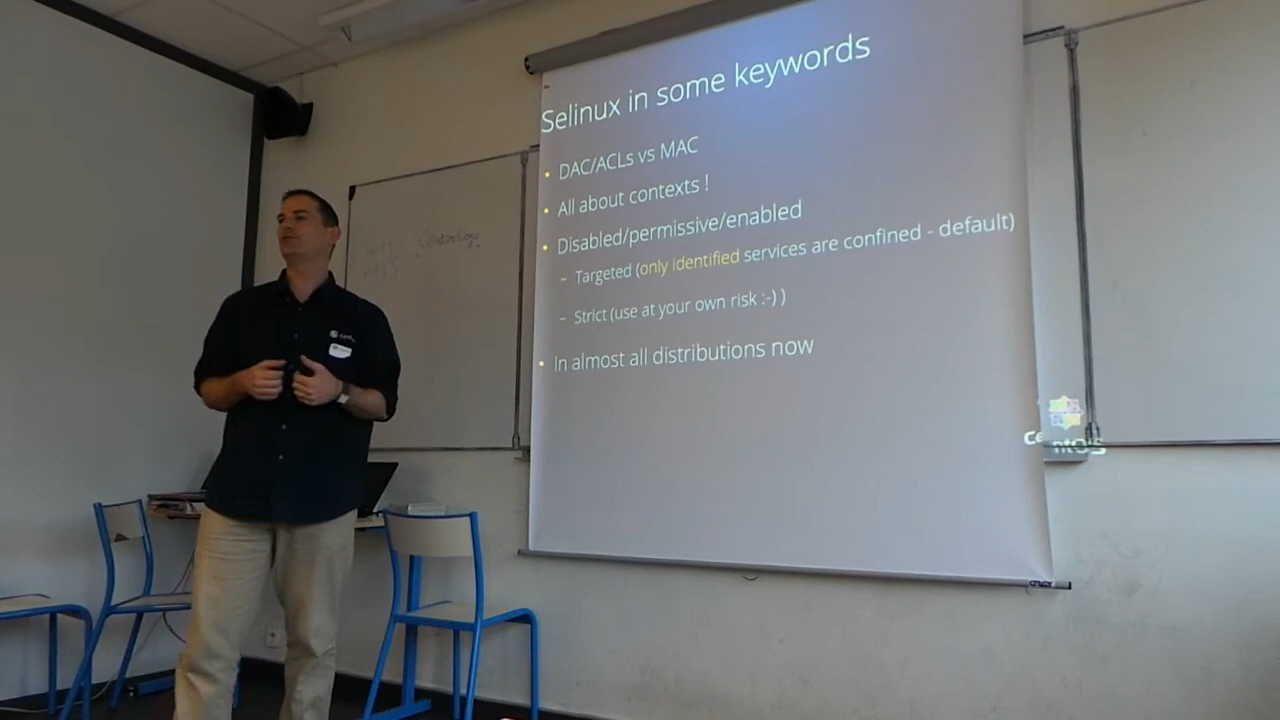 Selinux in some keywords
DAC/ACLs vs MAC
All about contexts !
Disabled/permissive/enabled
– Targeted (only identified services are confined - default)
– Strict (use at your own risk :-) )
In almost all distributions now
CentOS